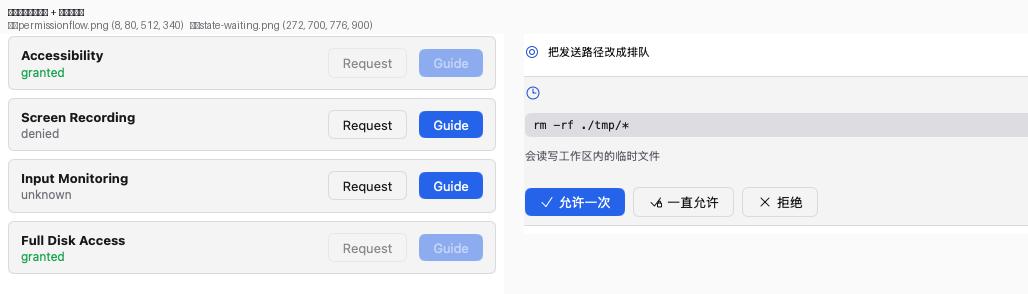 permissionflow.png (8, 80, 512, 340) state-waiting.png (272, 700, 776, 900)
Accessibility
granted
Request
Guide
Screen Recording
denied
Request
Guide
Input Monitoring
unknown
Request
Guide
Full Disk Access
granted
Request
Guide
把发送路径改成排队
rm -rf ./tmp/*
会读写工作区内的临时文件
允许一次
一直允许
拒绝